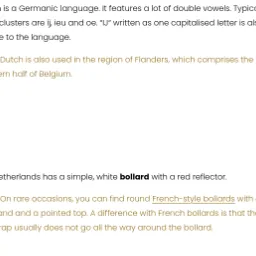 is a Germanic language. It features a lot of double vowels. Typic
clusters are ij, ieu and oe. "IJ" written as one capitalised letter is al
e to the language.
Dutch is also used in the region of Flanders, which comprises the
ern half of Belgium.
etherlands has a simple, white bollard with a red reflector.
On rare occasions, you can find round French-style bollards with
and and a pointed top. A difference with French bollards is that the
rap usually does not go all the way around the bollard.